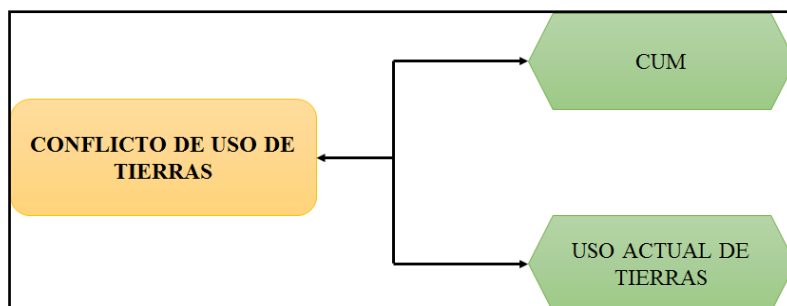 CONFLICTO DE USO DE
TIERRAS
CUM
USO ACTUAL DE
TIERRAS